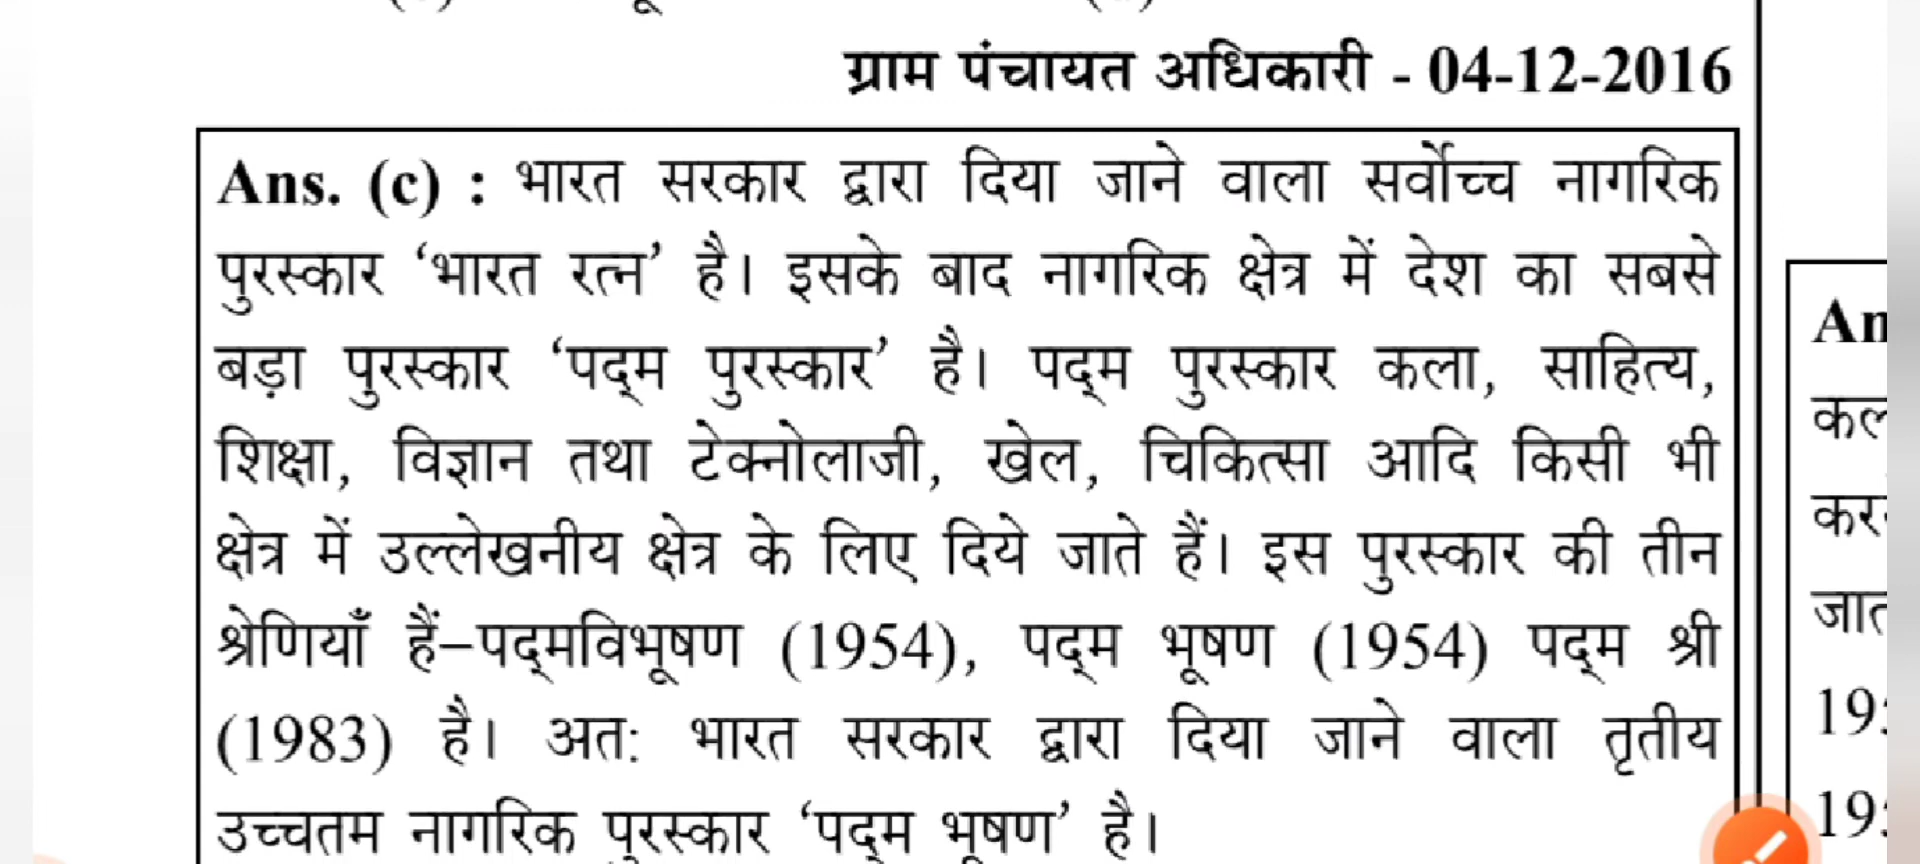 ग्राम पंचायत अधिकारी - 04-12-2016
Ans. (c) : भारत सरकार द्वारा दिया जाने वाला सर्वोच्च नागरिक
पुरस्कार ‘भारत रत्न’ है। इसके बाद नागरिक क्षेत्र में देश का सबसे
बड़ा पुरस्कार ‘पद्‌म पुरस्कार’ है। पद्‌म पुरस्कार कला, साहित्य,
शिक्षा, विज्ञान तथा टेक्नोलाजी, खेल, चिकित्सा आदि किसी भी
क्षेत्र में उल्लेखनीय क्षेत्र के लिए दिये जाते हैं। इस पुरस्कार की तीन
श्रेणियाँ हैं–पद्‌मविभूषण (1954), पद्‌म भूषण (1954) पद्‌म श्री
(1983) है। अत: भारत सरकार द्वारा दिया जाने वाला तृतीय
उच्चतम नागरिक पुरस्कार ‘पद्‌म भूषण’ है।